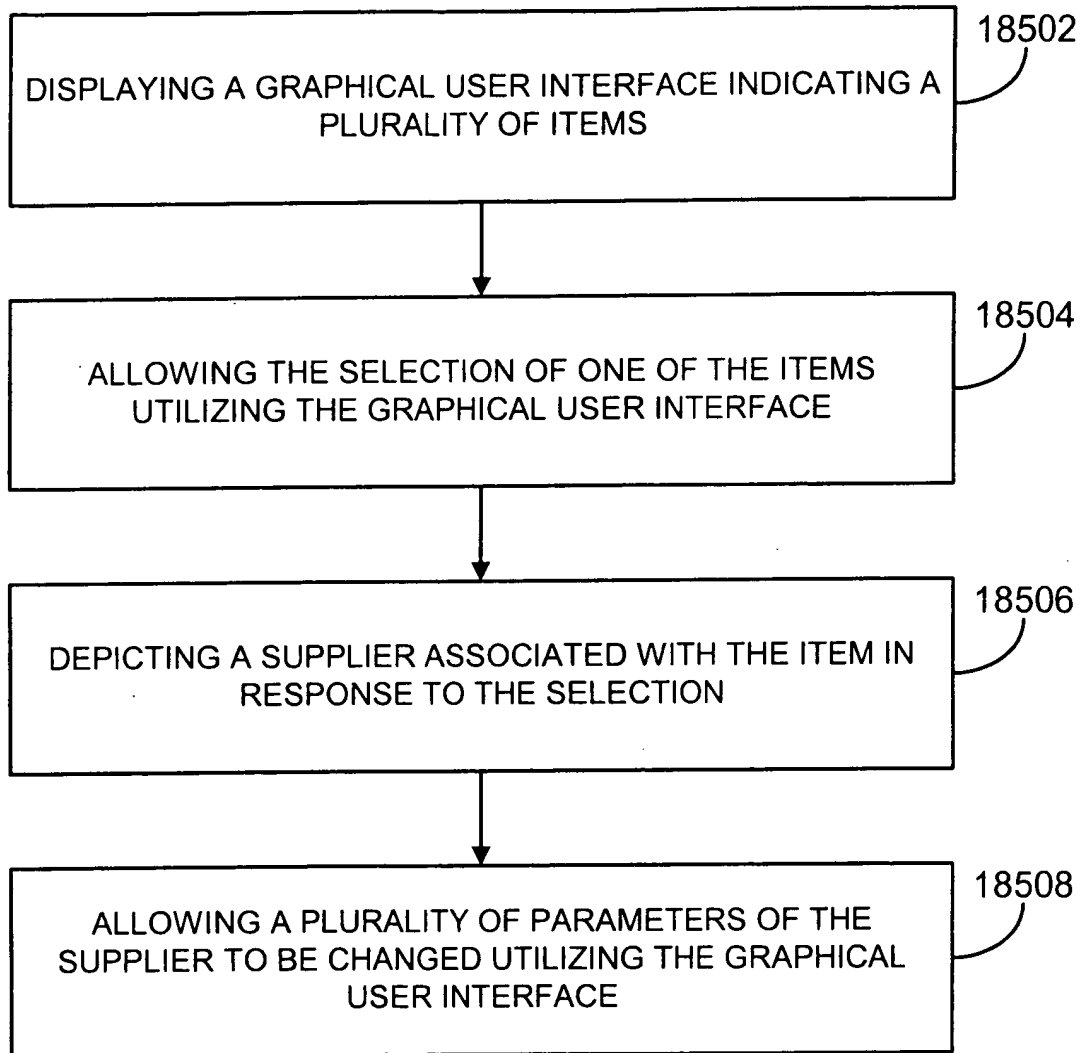 18502
DISPLAYING A GRAPHICAL USER INTERFACE INDICATING A
PLURALITY OF ITEMS
18504
ALLOWING THE SELECTION OF ONE OF THE ITEMS
UTILIZING THE GRAPHICAL USER INTERFACE
18506
DEPICTING A SUPPLIER ASSOCIATED WITH THE ITEM IN
RESPONSE TO THE SELECTION
18508
ALLOWING A PLURALITY OF PARAMETERS OF THE
SUPPLIER TO BE CHANGED UTILIZING THE GRAPHICAL
USER INTERFACE